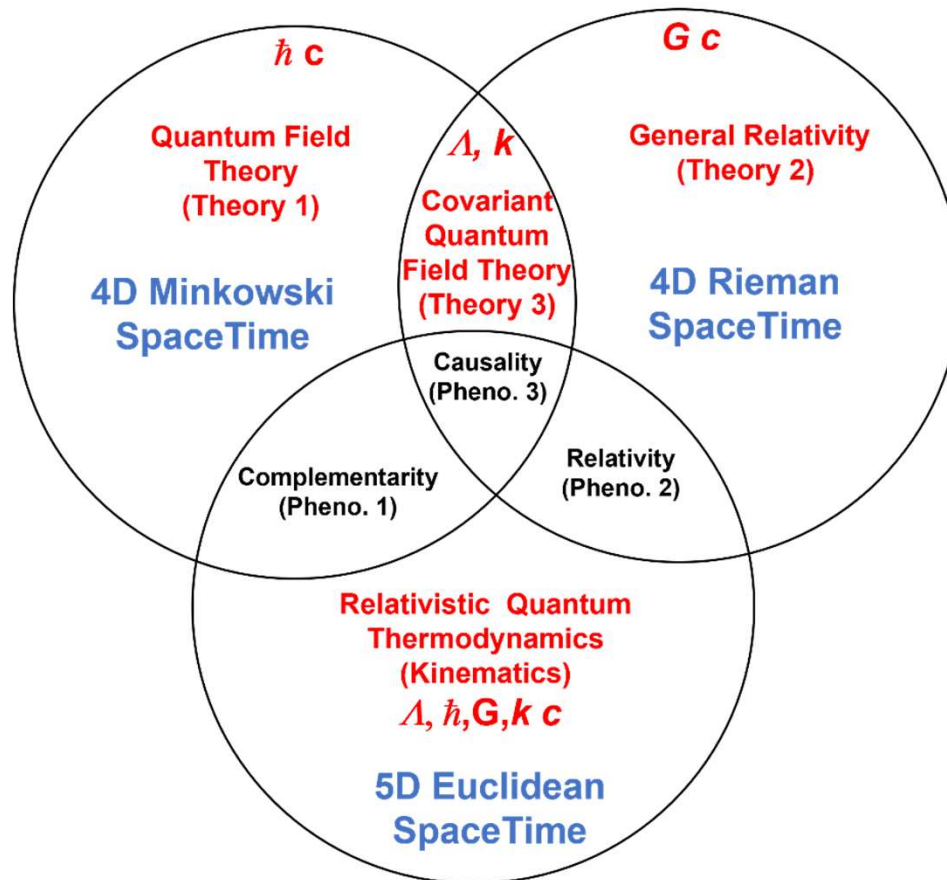 ℏ c
G c
Quantum Field
Theory
(Theory 1)
Λ, k
General Relativity
(Theory 2)
Covariant
Quantum
Field Theory
(Theory 3)
4D Minkowski
SpaceTime
4D Rieman
SpaceTime
Causality
(Pheno. 3)
Complementarity
(Pheno. 1)
Relativity
(Pheno. 2)
Relativistic Quantum
Thermodynamics
(Kinematics)
Λ, ℏ,G,k c
5D Euclidean
SpaceTime